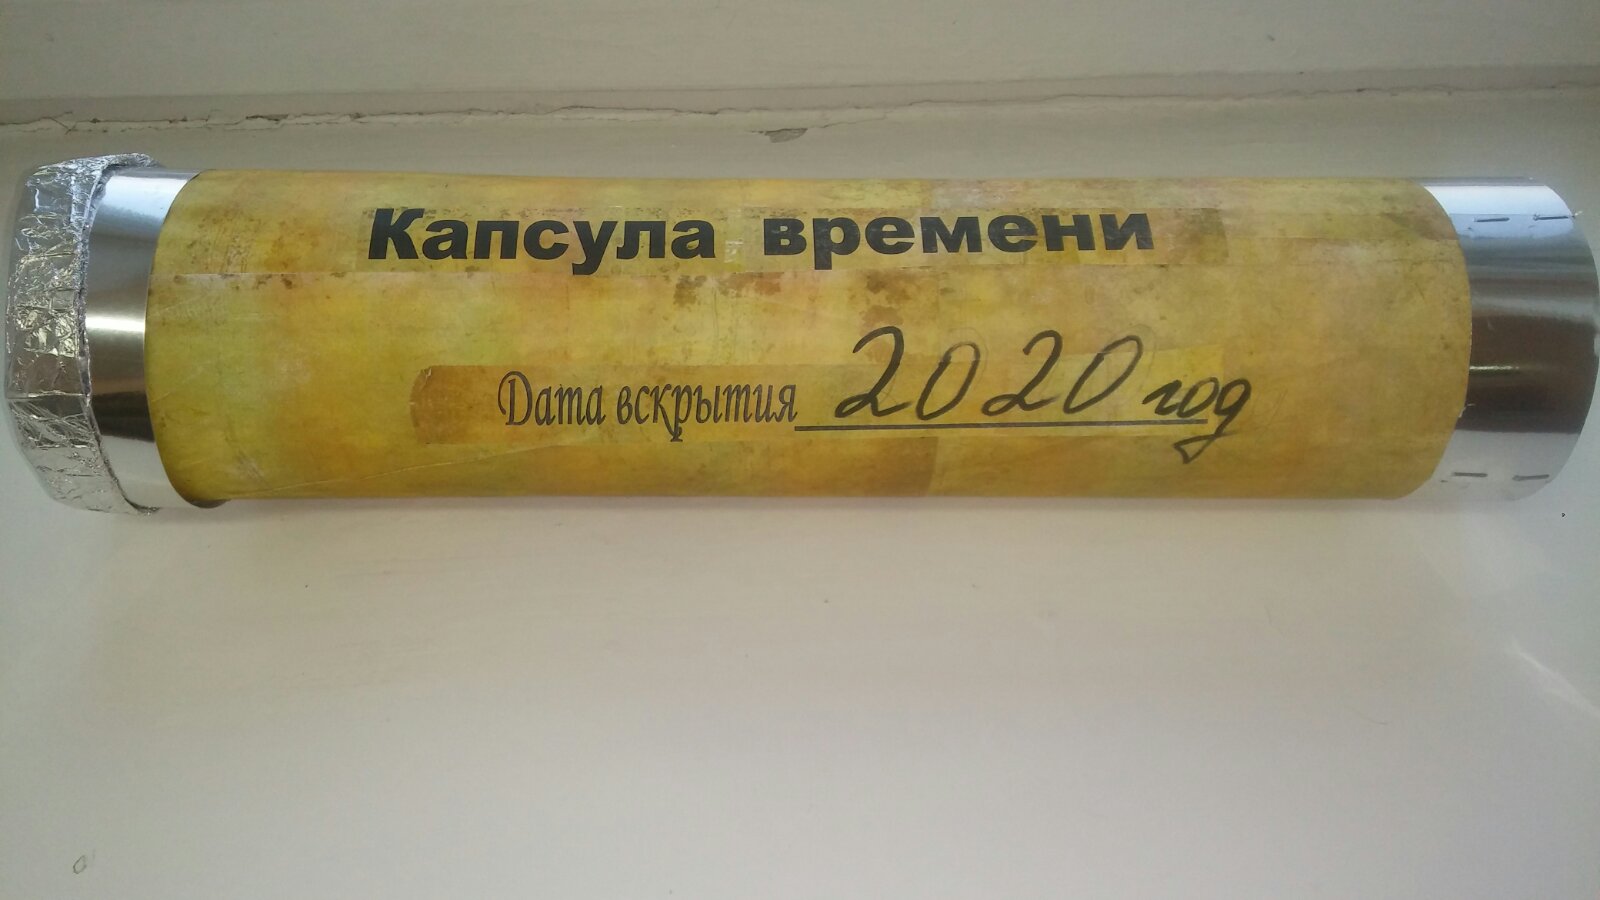 Капсула времени
Дата вскрытия 2020 год